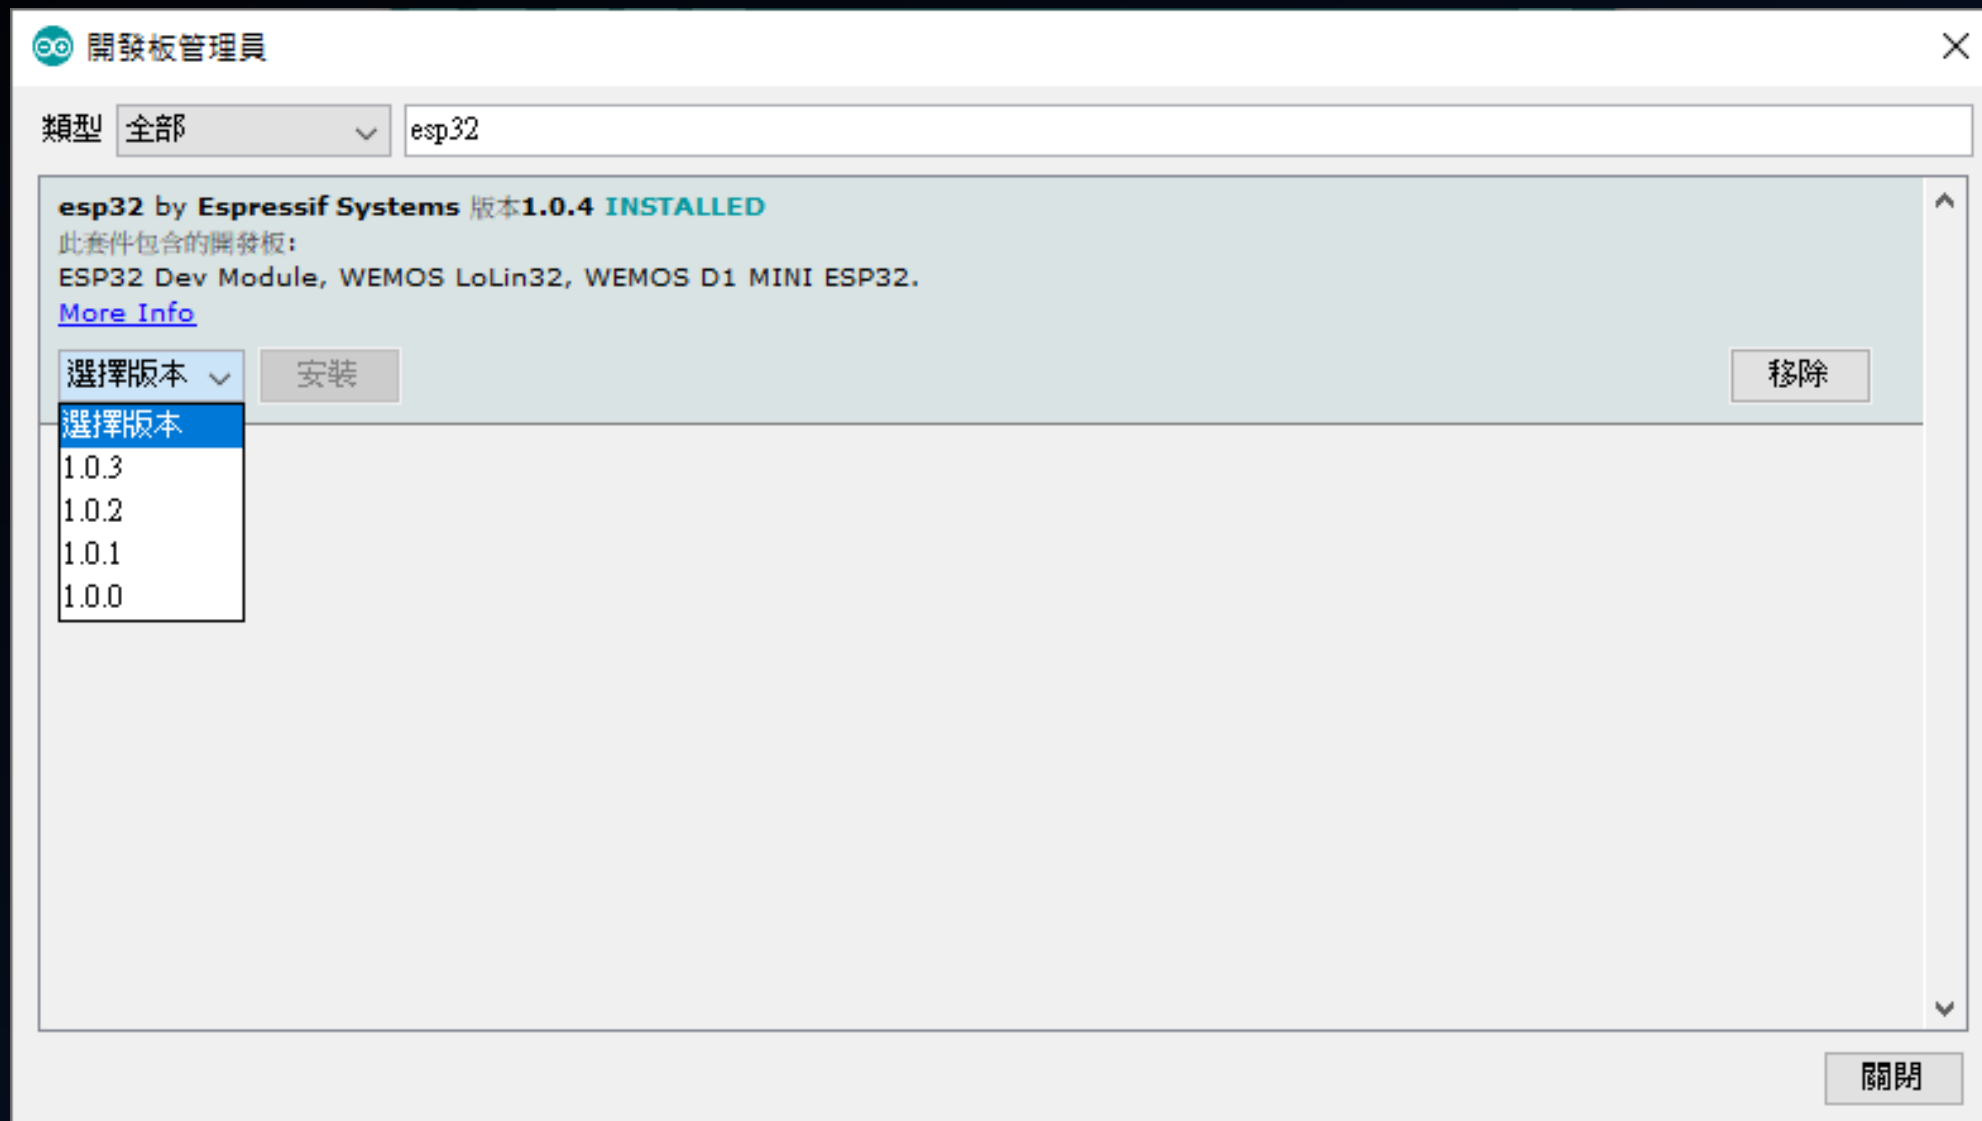 開發板管理員
類型 全部 esp32
esp32 by Espressif Systems 版本1.0.4 INSTALLED
此套件包含的開發板:
ESP32 Dev Module, WEMOS LoLin32, WEMOS D1 MINI ESP32.
More Info
選擇版本 安裝 移除
選擇版本
1.0.3
1.0.2
1.0.1
1.0.0
關閉